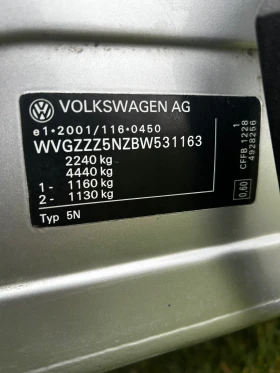 VOLKSWAGEN AG
e1*2001/116*0450
WVGZZZ5NZBW531163
2240 kg
4440 kg
1- 1160 kg
2- 1130 kg
Typ 5N
CFFB 1228 1
4928256
0,60